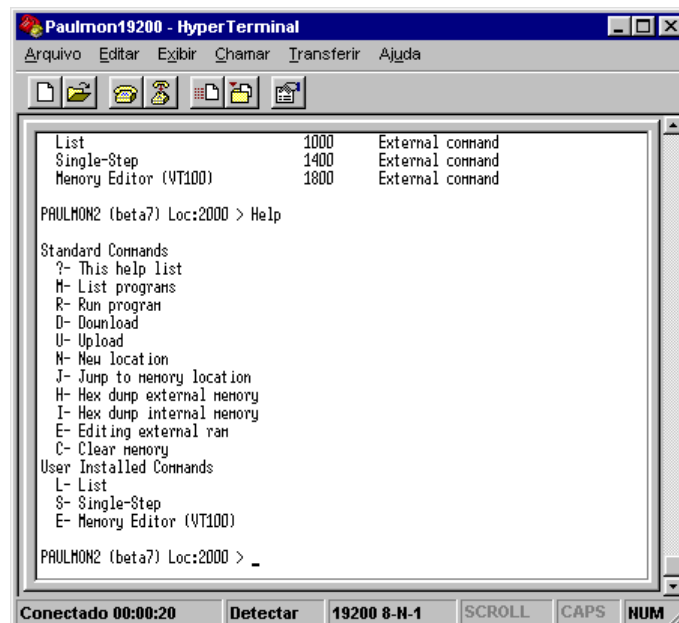 Paulmon19200 - HyperTerminal
Arquivo Editar Exibir Chamar Transferir Ajuda
List 1000 External command
Single-Step 1400 External command
Memory Editor (VT100) 1800 External command
PAULMON2 (beta7) Loc:2000 > Help
Standard Commands
?- This help list
M- List programs
R- Run program
D- Download
U- Upload
N- New location
J- Jump to memory location
H- Hex dump external memory
I- Hex dump internal memory
E- Editing external ram
C- Clear memory
User Installed Commands
L- List
S- Single-Step
E- Memory Editor (VT100)
PAULMON2 (beta7) Loc:2000 > _
Conectado 00:00:20 Detectar 19200 8-N-1 SCROLL CAPS NUM